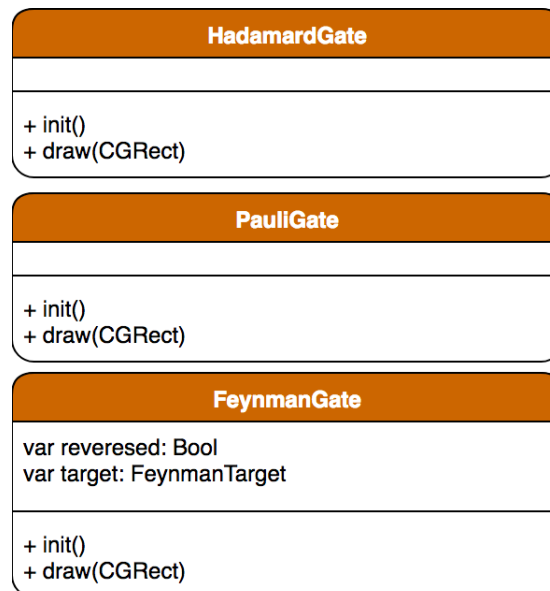 HadamardGate
+ init()
+ draw(CGRect)
PauliGate
+ init()
+ draw(CGRect)
FeynmanGate
var reveresed: Bool
var target: FeynmanTarget
+ init()
+ draw(CGRect)